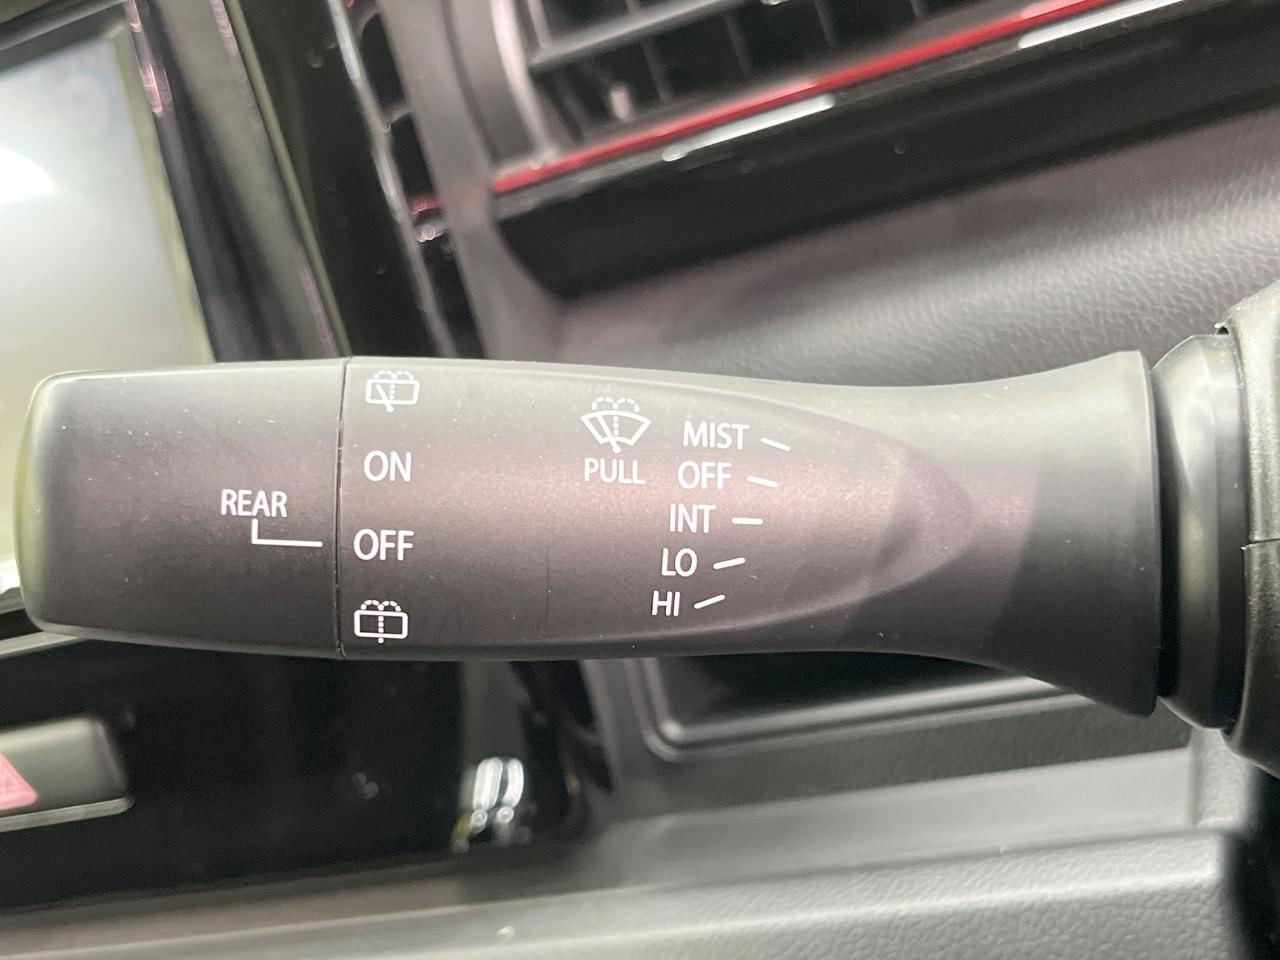 REAR
ON
OFF
PULL
MIST
OFF
INT
LO
HI